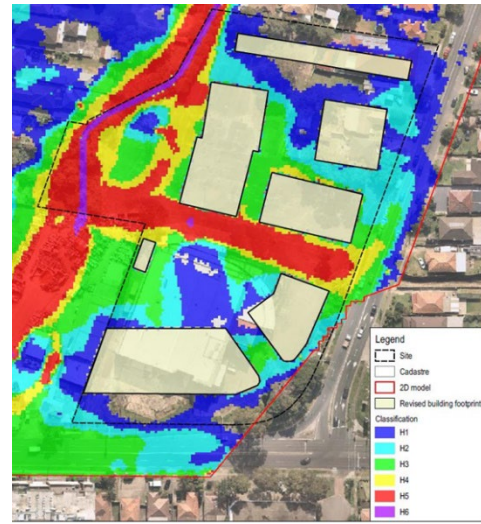 Legend
Site
Cadastre
2D model
Revised building footprint
Classification
H1
H2
H3
H4
H5
H6